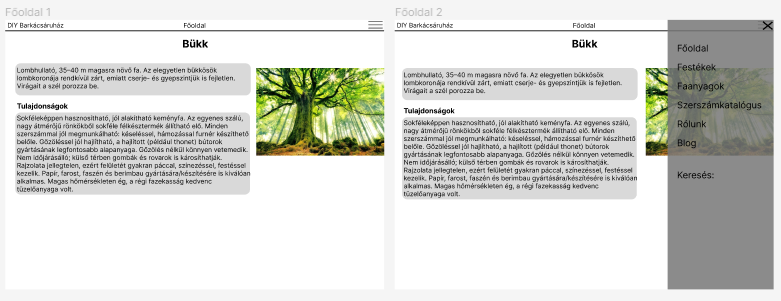 Főoldal 1
DIY Barkácsáruház
Főoldal
Bükk
Lombhullató, 35–40 m magasra növő fa. Az elegyetlen bükkösök
lombkoronája rendkívül zárt, emiatt cserje- és gyepszintjük is fejletlen.
Virágait a szél porozza be.
Tulajdonságok
Sokféleképpen hasznosítható, jól alakítható keményfa. Az egyenes szálú,
nagy átmérőjű rönkökből sokféle félkésztermék állítható elő. Minden
szerszámmal jól megmunkálható: késeléssel, hámozással furnér készíthető
belőle. Gőzöléssel jól hajlítható, a hajlított (például thonet) bútorok
gyártásának legfontosabb alapanyaga. Gőzölés nélkül könnyen vetemedik.
Nem időjárásálló; külső térben gombák és rovarok is károsíthatják.
Rajzolata jellegtelen, ezért felületét gyakran páccal, színezéssel, festéssel
kezelik. Papír, farost, faszén és berimbau gyártására/készítésére is kiválóan
alkalmas. Magas hőmérsékleten ég, a régi fazekasság kedvenc
tüzelőanyaga volt.
Főoldal 2
DIY Barkácsáruház
Főoldal
Bükk
Lombhullató, 35–40 m magasra növő fa. Az elegyetlen bükkösök
lombkoronája rendkívül zárt, emiatt cserje- és gyepszintjük is fejletlen.
Virágait a szél porozza be.
Tulajdonságok
Sokféleképpen hasznosítható, jól alakítható keményfa. Az egyenes szálú,
nagy átmérőjű rönkökből sokféle félkésztermék állítható elő. Minden
szerszámmal jól megmunkálható: késeléssel, hámozással furnér készíthető
belőle. Gőzöléssel jól hajlítható, a hajlított (például thonet) bútorok
gyártásának legfontosabb alapanyaga. Gőzölés nélkül könnyen vetemedik.
Nem időjárásálló; külső térben gombák és rovarok is károsíthatják.
Rajzolata jellegtelen, ezért felületét gyakran páccal, színezéssel, festéssel
kezelik. Papír, farost, faszén és berimbau gyártására/készítésére is kiválóan
alkalmas. Magas hőmérsékleten ég, a régi fazekasság kedvenc
tüzelőanyaga volt.
Főoldal
Festékek
Faanyagok
Szerszámkatalógus
Rólunk
Blog
Keresés: